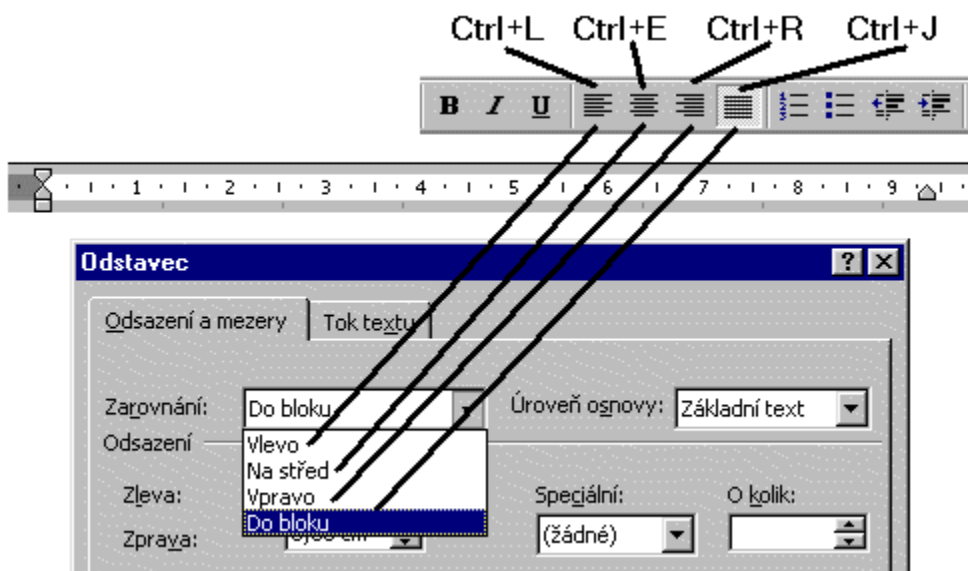 Ctrl+L Ctrl+E Ctrl+R Ctrl+J
B I U
1 2 3 4 5 6 7 8 9
Odstavec
Odsazení a mezery Tok textu
Zarovnání: Do bloku Úroveň osnovy: Základní text
Odsazení
Vlevo
Na střed
Zleva: Vpravo Speciální: O kolik:
Do bloku
Zprava: (žádné)